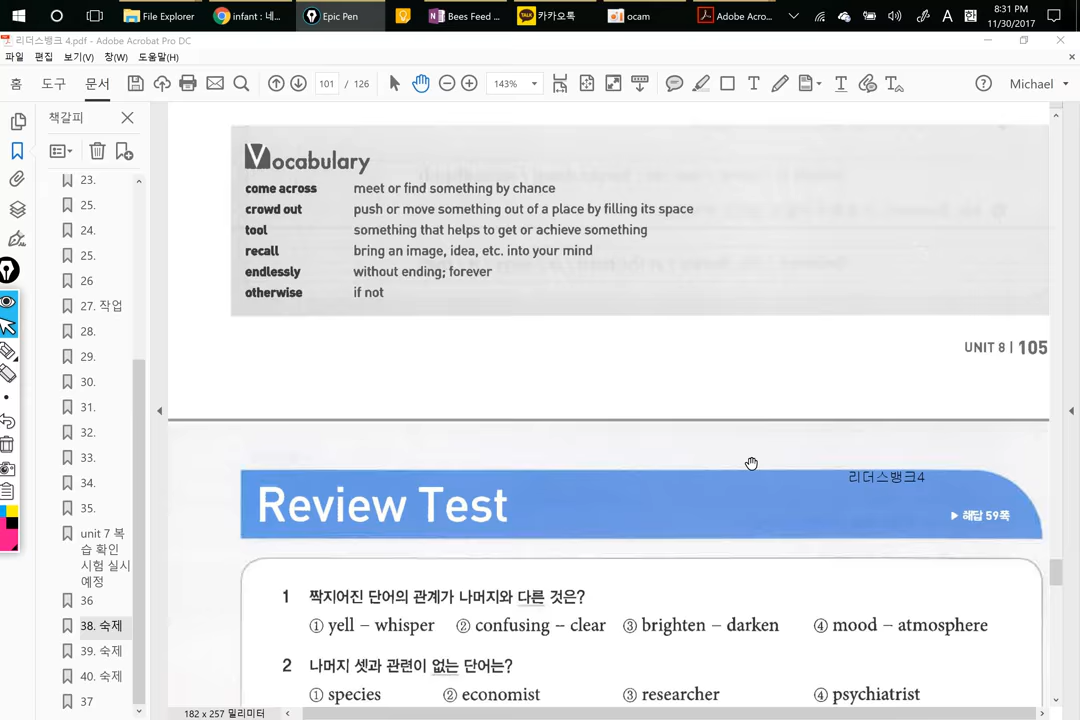 File Explorer
infant : 네...
Epic Pen
Bees Feed ...
카카오톡
ocam
Adobe Acro...
A
한
8:31 PM
11/30/2017
리더스뱅크 4.pdf - Adobe Acrobat Pro DC
파일 편집 보기(V) 창(W) 도움말(H)
홈 도구 문서
101 / 126
143%
Michael
책갈피
23.
25.
24.
25.
26
27. 작업
28.
29.
30.
31.
32.
33.
34.
35.
unit 7 복
습 확인
시험 실시
예정
36
38. 숙제
39. 숙제
40. 숙제
37
Vocabulary
come across meet or find something by chance
crowd out push or move something out of a place by filling its space
tool something that helps to get or achieve something
recall bring an image, idea, etc. into your mind
endlessly without ending; forever
otherwise if not
UNIT 8 | 105
리더스뱅크4
Review Test
▶ 해답 59쪽
1 짝지어진 단어의 관계가 나머지와 다른 것은?
① yell – whisper ② confusing – clear ③ brighten – darken ④ mood – atmosphere
2 나머지 셋과 관련이 없는 단어는?
① species ② economist ③ researcher ④ psychiatrist
182 x 257 밀리미터